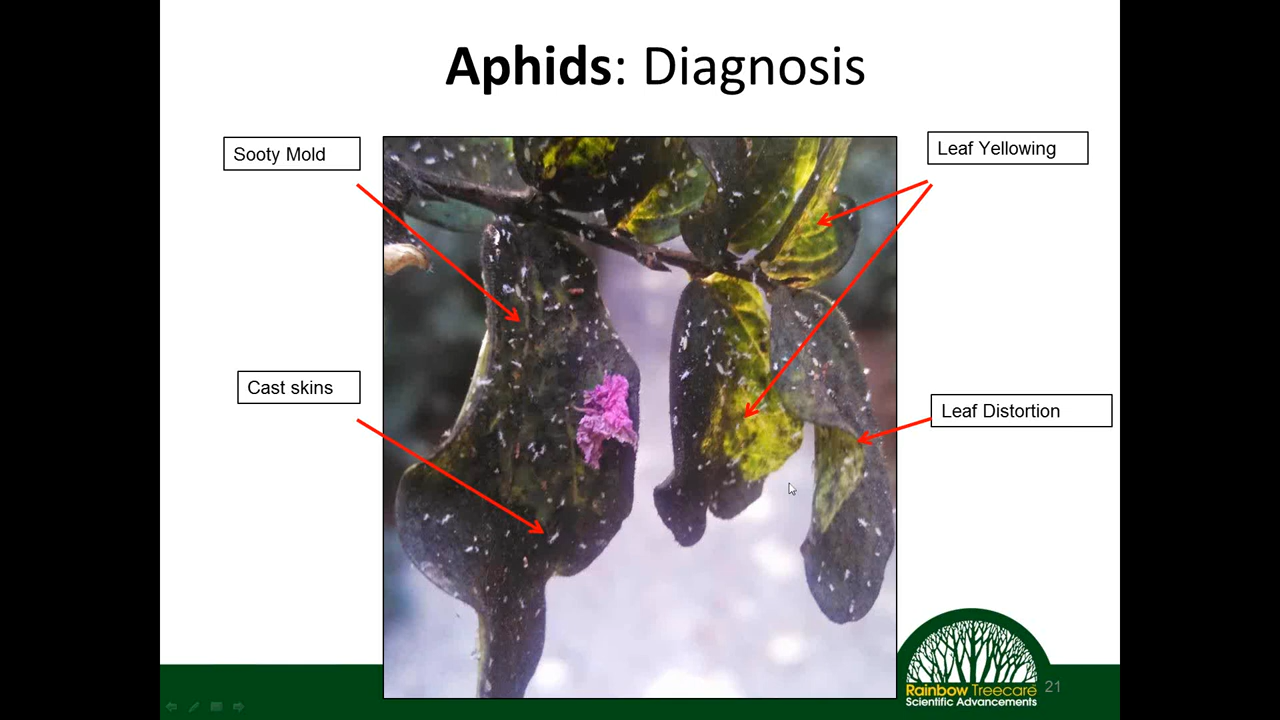 Aphids: Diagnosis
Sooty Mold
Leaf Yellowing
Cast skins
Leaf Distortion
Rainbow Treecare
Scientific Advancements
21